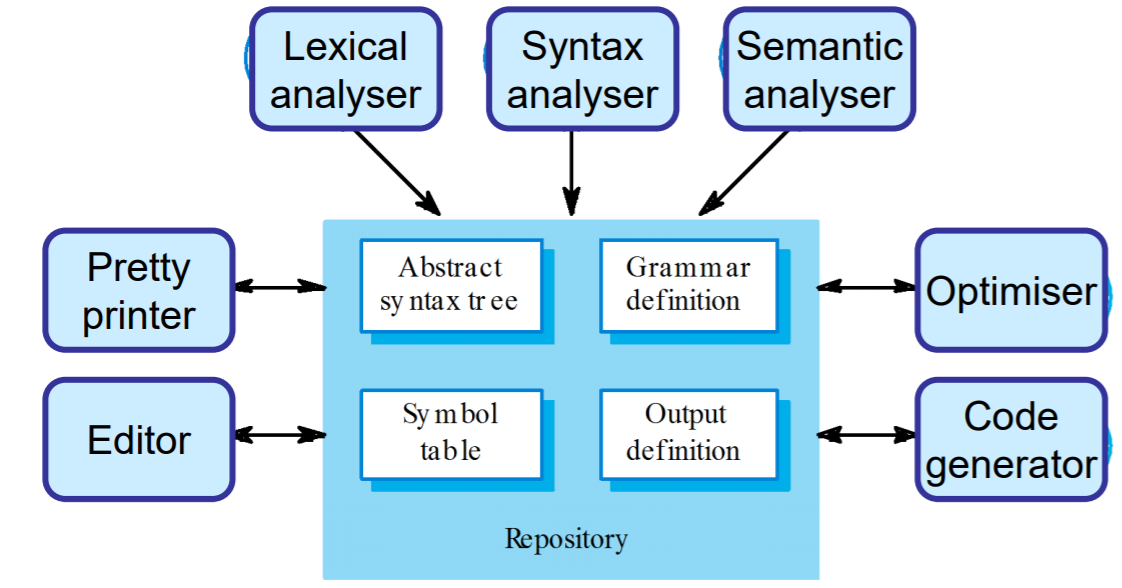 Lexical
analyser
Syntax
analyser
Semantic
analyser
Pretty
printer
Abstract
syntax tree
Grammar
definition
Optimiser
Editor
Symbol
table
Output
definition
Code
generator
Repository